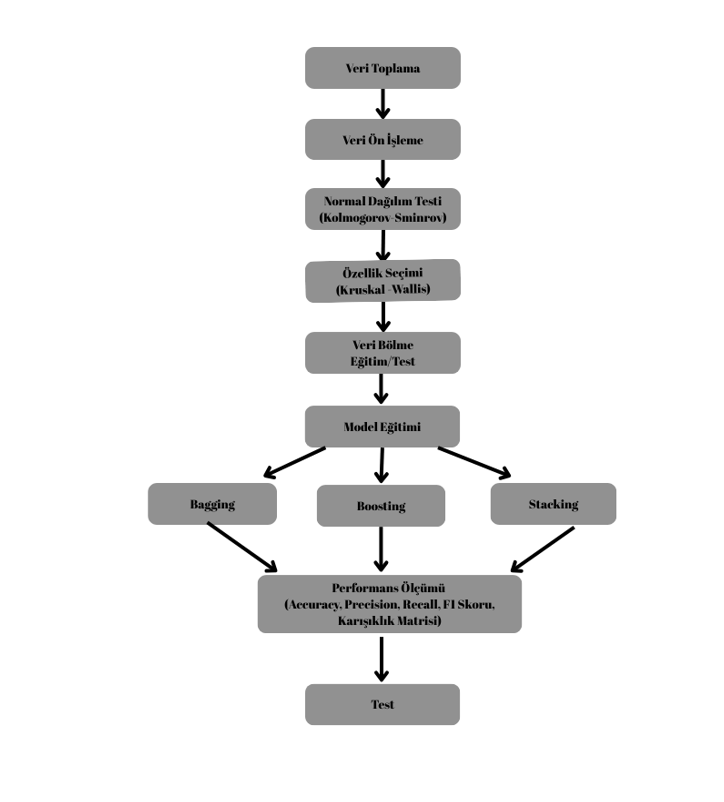 Veri Toplama
Veri Ön İşleme
Normal Dağılım Testi
(Kolmogorov-Sminrov)
Özellik Seçimi
(Kruskal -Wallis)
Veri Bölme
Eğitim/Test
Model Eğitimi
Bagging
Boosting
Stacking
Performans Ölçümü
(Accuracy, Precision, Recall, F1 Skoru,
Karışıklık Matrisi)
Test